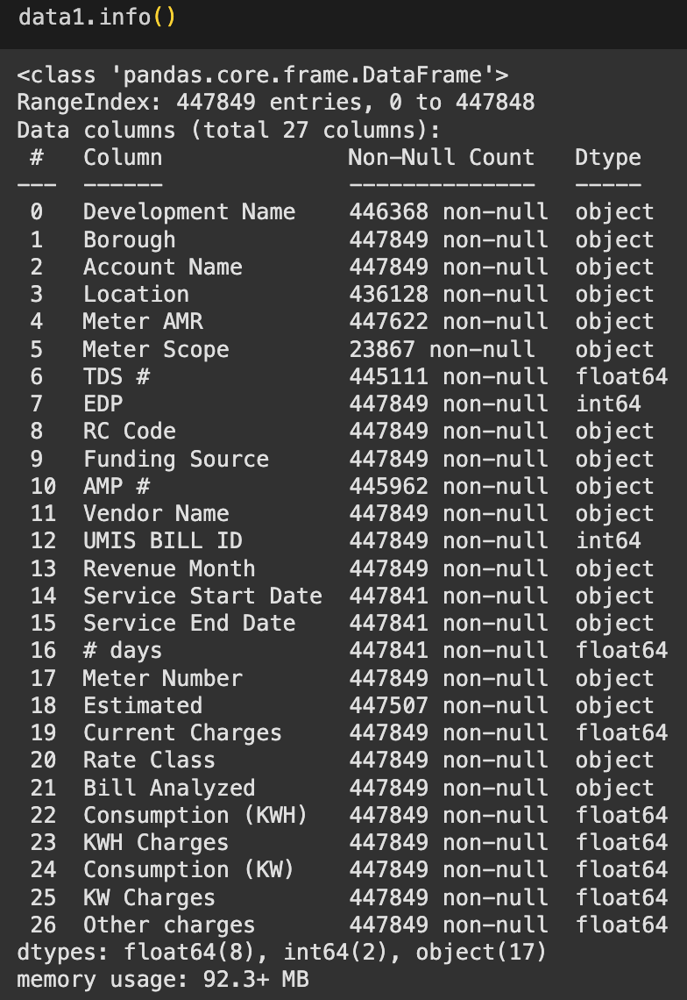 data1.info()
<class 'pandas.core.frame.DataFrame'>
RangeIndex: 447849 entries, 0 to 447848
Data columns (total 27 columns):
 #   Column              Non-Null Count   Dtype
---  ------              --------------   -----
 0   Development Name    446368 non-null  object
 1   Borough             447849 non-null  object
 2   Account Name        447849 non-null  object
 3   Location            436128 non-null  object
 4   Meter AMR           447622 non-null  object
 5   Meter Scope         23867 non-null   object
 6   TDS #               445111 non-null  float64
 7   EDP                 447849 non-null  int64
 8   RC Code             447849 non-null  object
 9   Funding Source      447849 non-null  object
 10  AMP #               445962 non-null  object
 11  Vendor Name         447849 non-null  object
 12  UMIS BILL ID        447849 non-null  int64
 13  Revenue Month       447849 non-null  object
 14  Service Start Date  447841 non-null  object
 15  Service End Date    447841 non-null  object
 16  # days              447841 non-null  float64
 17  Meter Number        447849 non-null  object
 18  Estimated           447507 non-null  object
 19  Current Charges     447849 non-null  float64
 20  Rate Class          447849 non-null  object
 21  Bill Analyzed       447849 non-null  object
 22  Consumption (KWH)   447849 non-null  float64
 23  KWH Charges         447849 non-null  float64
 24  Consumption (KW)    447849 non-null  float64
 25  KW Charges          447849 non-null  float64
 26  Other charges       447849 non-null  float64
dtypes: float64(8), int64(2), object(17)
memory usage: 92.3+ MB